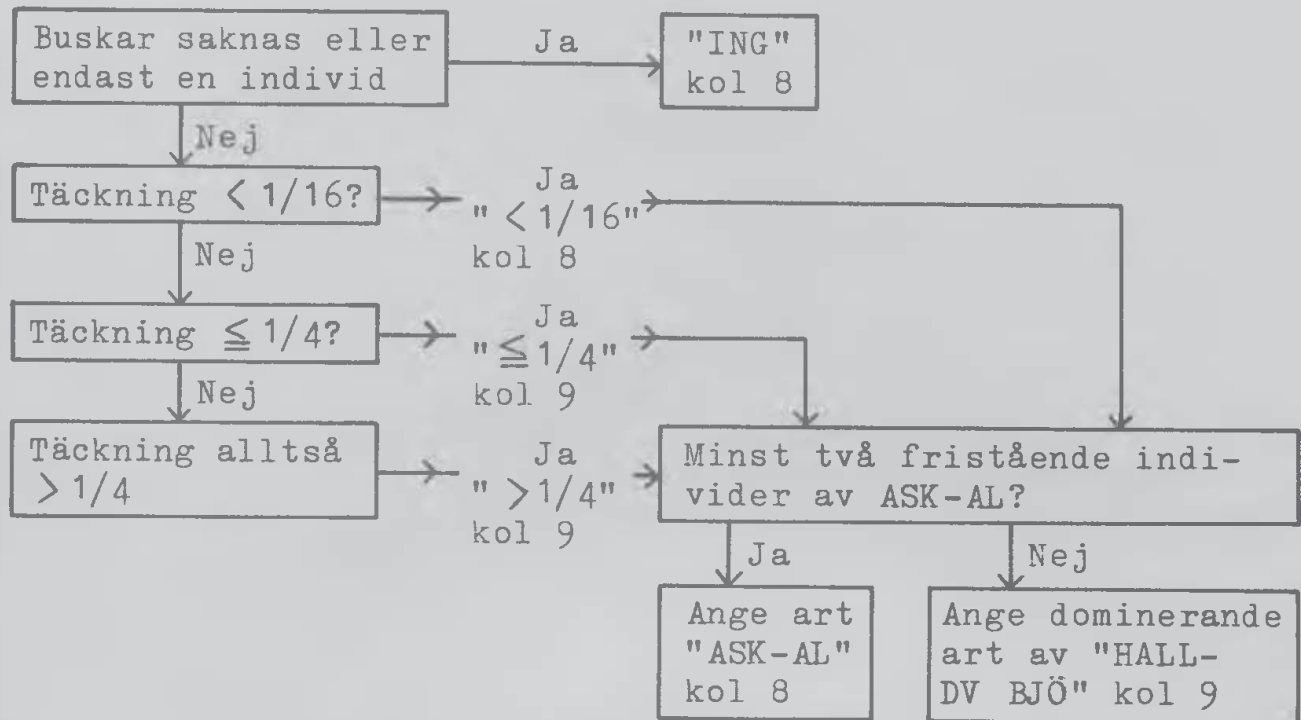 Buskar saknas eller
endast en individ
Ja
"ING"
kol 8
Nej
Täckning < 1/16?
Ja
" < 1/16"
kol 8
Nej
Täckning ≦ 1/4?
Ja
"≦ 1/4"
kol 9
Nej
Täckning alltså
> 1/4
Ja
" > 1/4"
kol 9
Minst två fristående indi-
vider av ASK-AL?
Ja
Nej
Ange art
"ASK-AL"
kol 8
Ange dominerande
art av "HALL-
DV BJÖ" kol 9